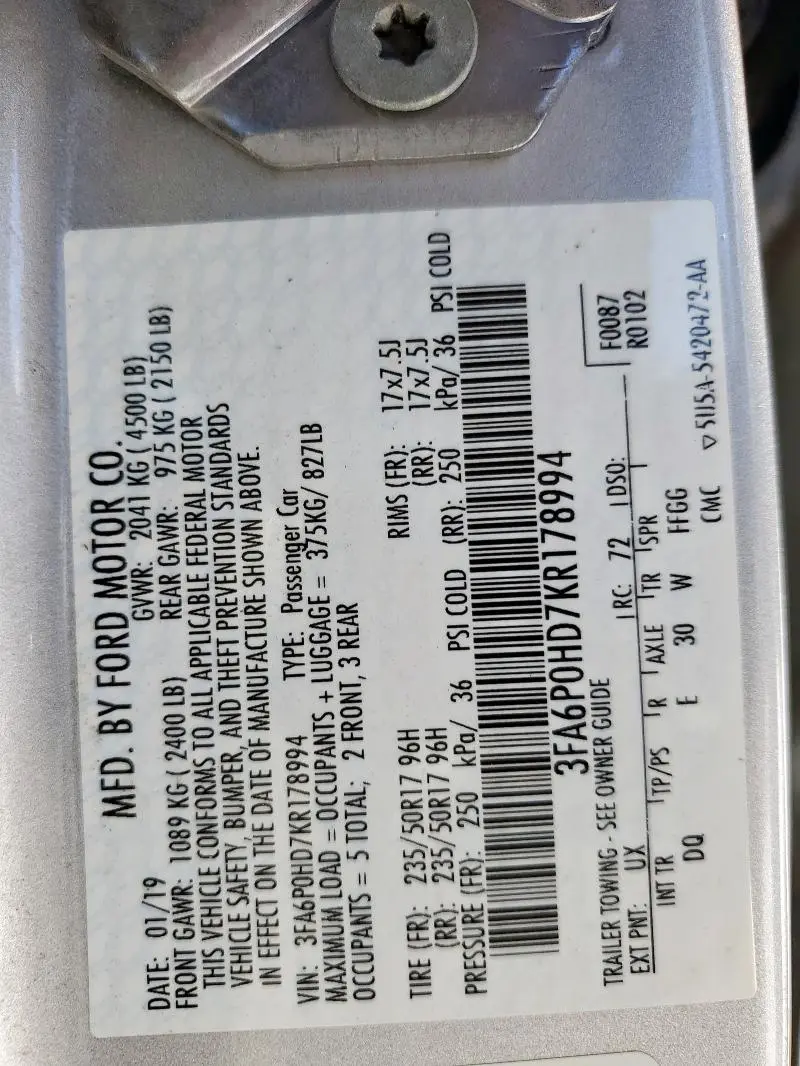 MFD. BY FORD MOTOR CO.
DATE: 01/19 GVWR: 2041 KG ( 4500 LB)
FRONT GAWR: 1089 KG ( 2400 LB) REAR GAWR: 975 KG ( 2150 LB)
THIS VEHICLE CONFORMS TO ALL APPLICABLE FEDERAL MOTOR
VEHICLE SAFETY, BUMPER, AND THEFT PREVENTION STANDARDS
IN EFFECT ON THE DATE OF MANUFACTURE SHOWN ABOVE.
VIN: 3FA6P0HD7KR178994 TYPE: Passenger Car
MAXIMUM LOAD = OCCUPANTS + LUGGAGE = 375KG/ 827LB
OCCUPANTS = 5 TOTAL; 2 FRONT, 3 REAR
TIRE (FR): 235/50R17 96H RIMS (FR): 17x7.5J
(RR): 235/50R17 96H (RR): 17x7.5J
PRESSURE (FR): 250 kPa/ 36 PSI COLD (RR): 250 kPa/ 36 PSI COLD
3FA6P0HD7KR178994
F0087
TRAILER TOWING - SEE OWNER GUIDE R0102
EXT PNT: UX RC: 72 DSO:
INT TR TP/PS R AXLE TR SPR
DQ E 30 W FFGG
CMC ▽5U5A-5420472-AA